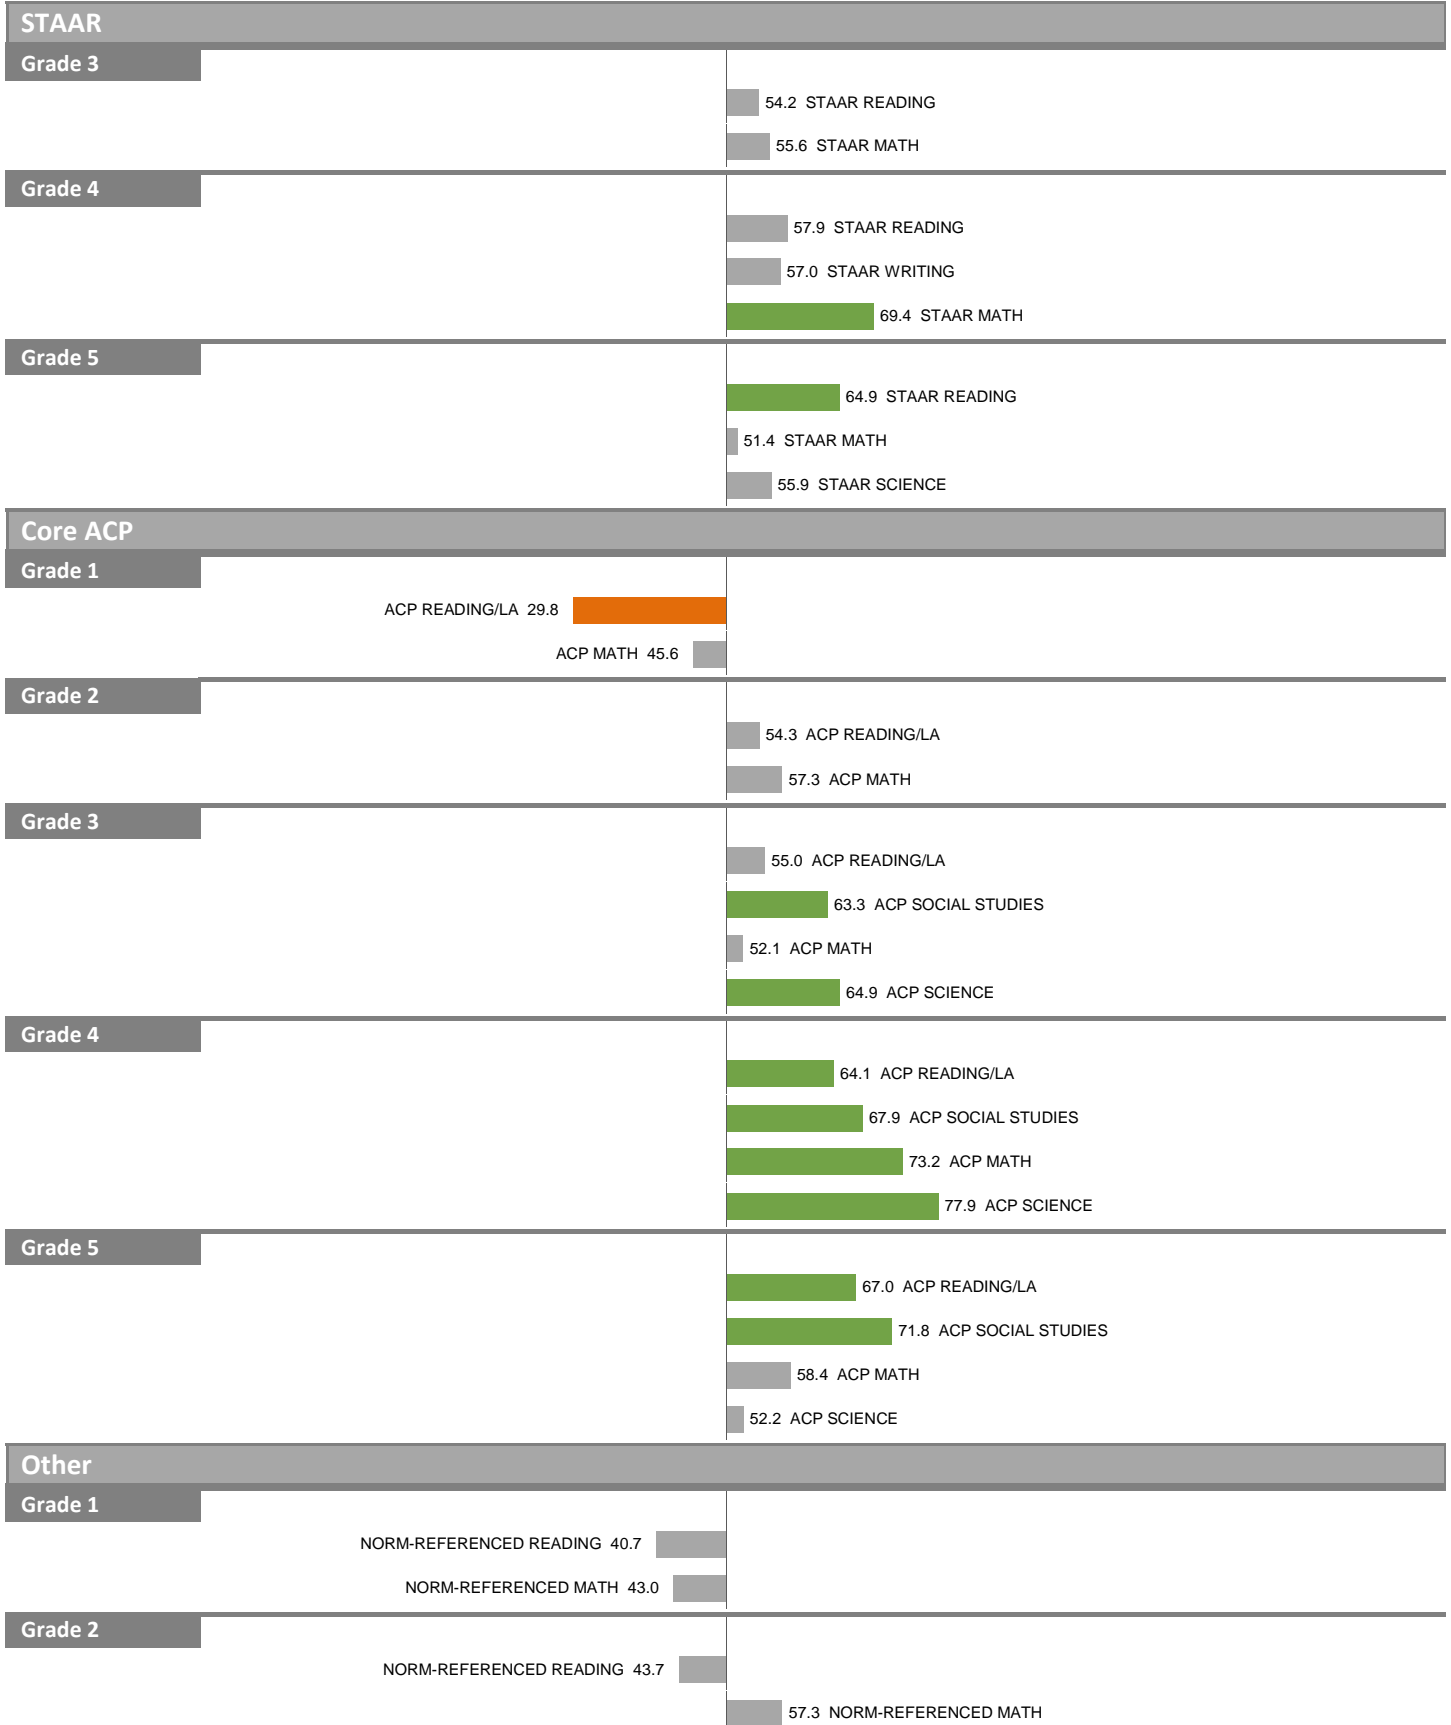 STAAR
Grade 3
54.2 STAAR READING
55.6 STAAR MATH
Grade 4
57.9 STAAR READING
57.0 STAAR WRITING
69.4 STAAR MATH
Grade 5
64.9 STAAR READING
51.4 STAAR MATH
55.9 STAAR SCIENCE
Core ACP
Grade 1
ACP READING/LA 29.8
ACP MATH 45.6
Grade 2
54.3 ACP READING/LA
57.3 ACP MATH
Grade 3
55.0 ACP READING/LA
63.3 ACP SOCIAL STUDIES
52.1 ACP MATH
64.9 ACP SCIENCE
Grade 4
64.1 ACP READING/LA
67.9 ACP SOCIAL STUDIES
73.2 ACP MATH
77.9 ACP SCIENCE
Grade 5
67.0 ACP READING/LA
71.8 ACP SOCIAL STUDIES
58.4 ACP MATH
52.2 ACP SCIENCE
Other
Grade 1
NORM-REFERENCED READING 40.7
NORM-REFERENCED MATH 43.0
Grade 2
NORM-REFERENCED READING 43.7
57.3 NORM-REFERENCED MATH